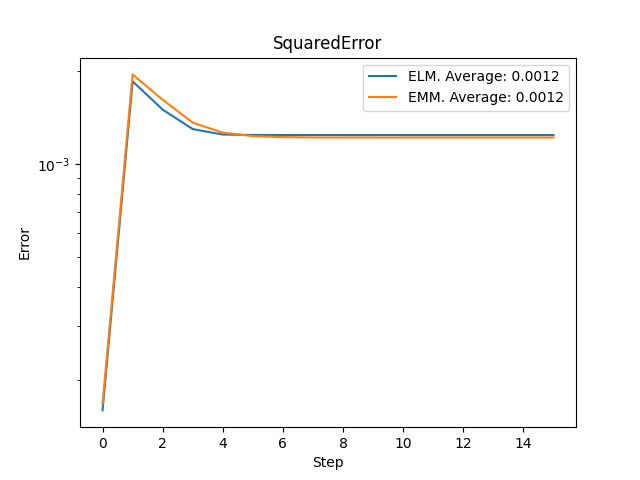 SquaredError
ELM. Average: 0.0012
EMM. Average: 0.0012
10⁻³
Error
0 2 4 6 8 10 12 14
Step